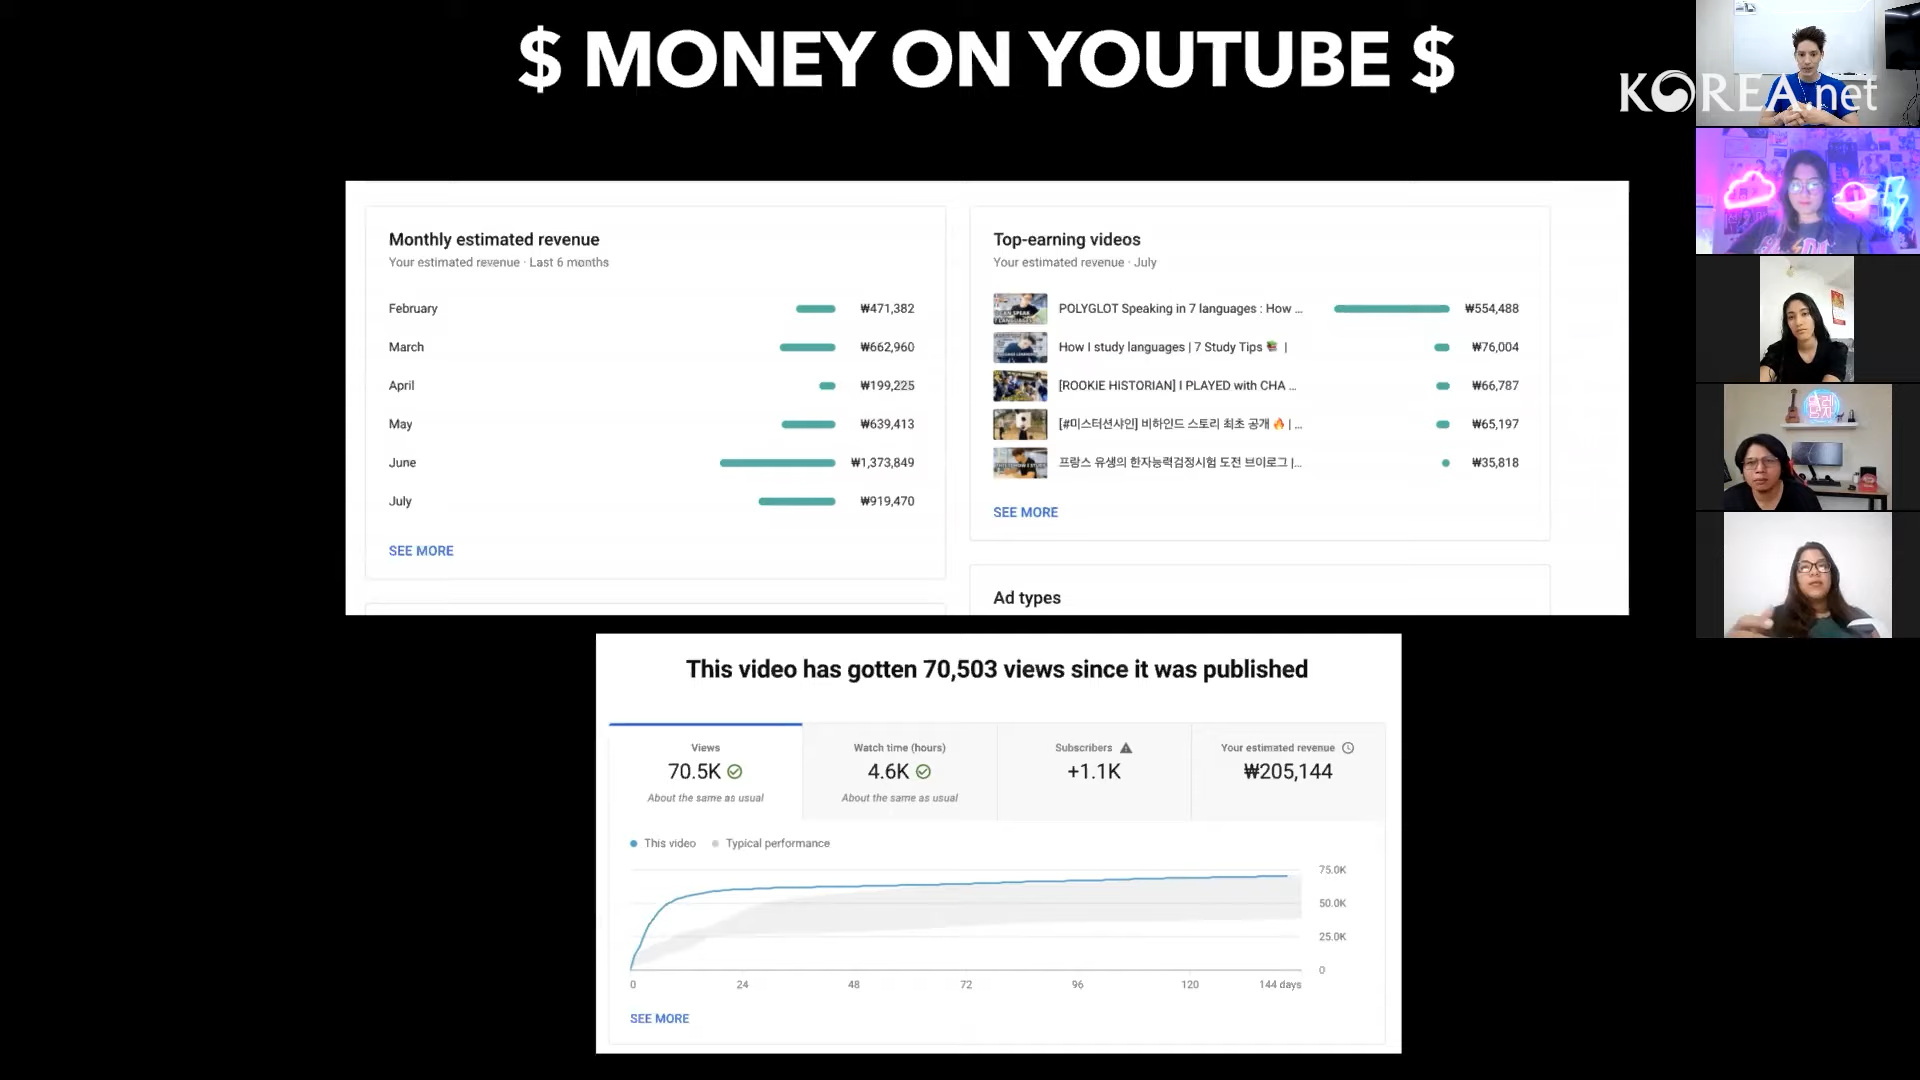 $ MONEY ON YOUTUBE $
KOREA.net
Monthly estimated revenue
Your estimated revenue · Last 6 months
February ₩471,382
March ₩662,960
April ₩199,225
May ₩639,413
June ₩1,373,849
July ₩919,470
SEE MORE
Top-earning videos
Your estimated revenue · July
POLYGLOT Speaking in 7 languages : How ... ₩554,488
How I study languages | 7 Study Tips 📚 | ₩76,004
[ROOKIE HISTORIAN] I PLAYED with CHA ... ₩66,787
[#미스터션샤인] 비하인드 스토리 최초 공개 🔥 | ... ₩65,197
프랑스 유생의 한자능력검정시험 도전 브이로그 |... ₩35,818
SEE MORE
Ad types
This video has gotten 70,503 views since it was published
Views
70.5K
About the same as usual
Watch time (hours)
4.6K
About the same as usual
Subscribers
+1.1K
Your estimated revenue
₩205,144
This video Typical performance
75.0K
50.0K
25.0K
0
0 24 48 72 96 120 144 days
SEE MORE